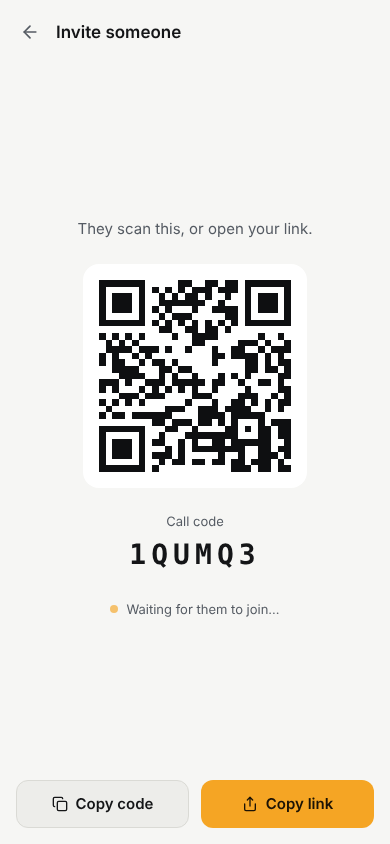 Invite someone
They scan this, or open your link.
Call code
1QUMQ3
Waiting for them to join...
Copy code
Copy link